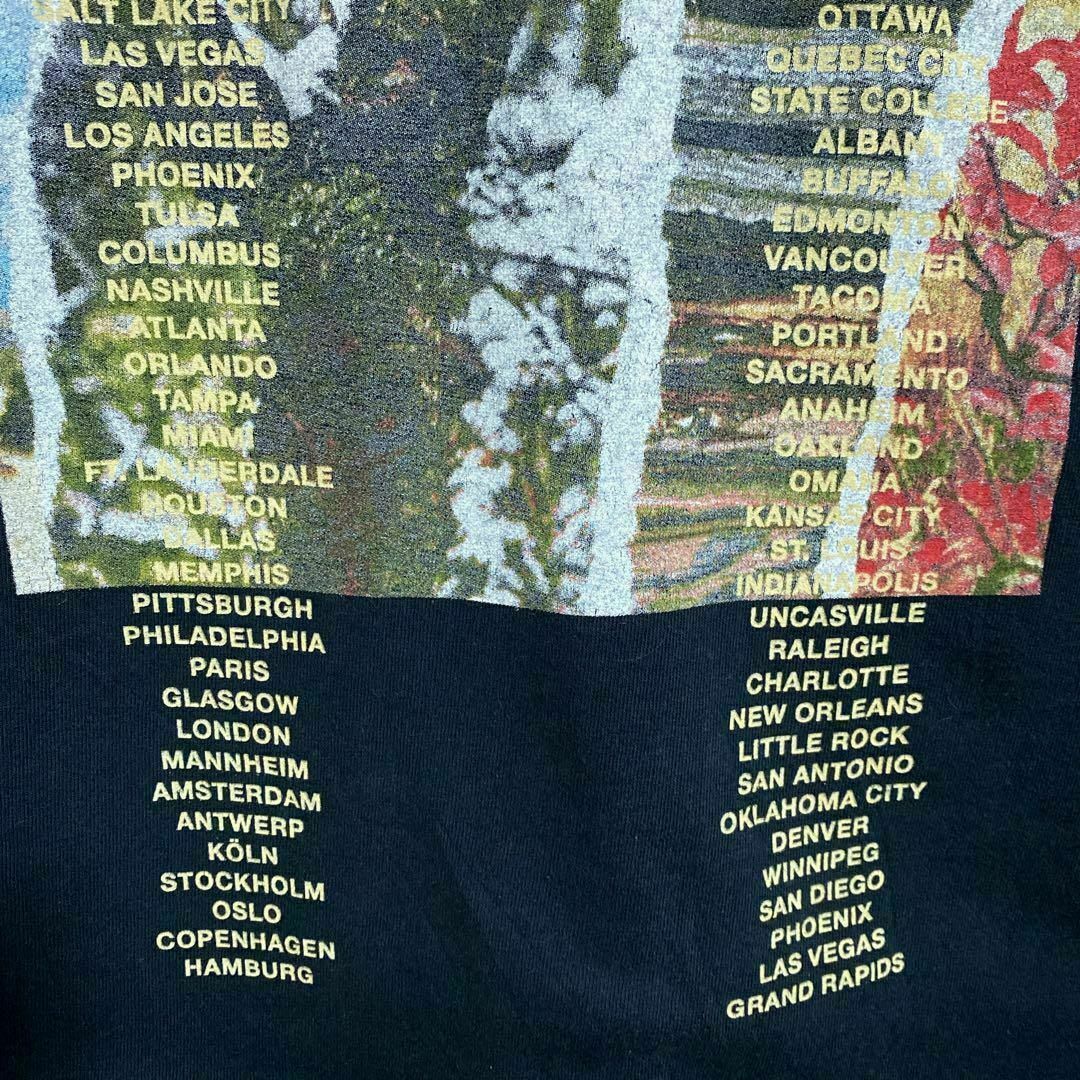 SALT LAKE CITY
LAS VEGAS
SAN JOSE
LOS ANGELES
PHOENIX
TULSA
COLUMBUS
NASHVILLE
ATLANTA
ORLANDO
TAMPA
MIAMI
FT. LAUDERDALE
HOUSTON
DALLAS
MEMPHIS
PITTSBURGH
PHILADELPHIA
PARIS
GLASGOW
LONDON
MANNHEIM
AMSTERDAM
ANTWERP
KÖLN
STOCKHOLM
OSLO
COPENHAGEN
HAMBURG
OTTAWA
QUEBEC CITY
STATE COLLEGE
ALBANY
BUFFALO
EDMONTON
VANCOUVER
TACOMA
PORTLAND
SACRAMENTO
ANAHEIM
OAKLAND
OMAHA
KANSAS CITY
ST. LOUIS
INDIANAPOLIS
UNCASVILLE
RALEIGH
CHARLOTTE
NEW ORLEANS
LITTLE ROCK
SAN ANTONIO
OKLAHOMA CITY
DENVER
WINNIPEG
SAN DIEGO
PHOENIX
LAS VEGAS
GRAND RAPIDS